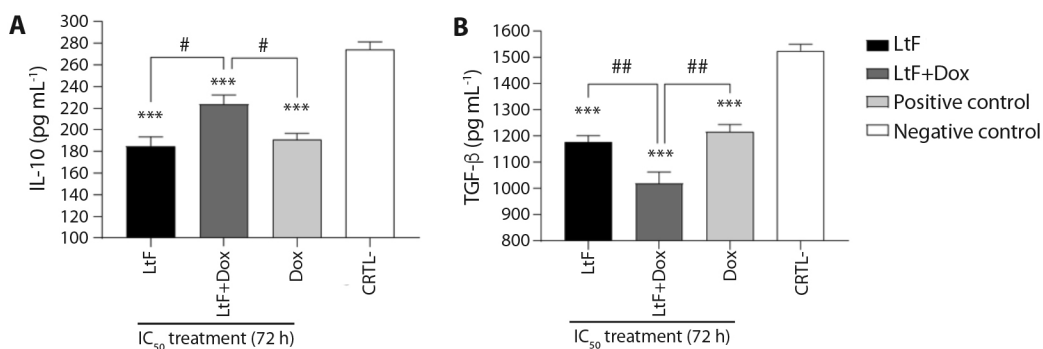 A
IL-10 (pg mL-1)
300
280
260
240
220
200
180
160
140
120
100
***
#
***
#
***
LtF
LtF+Dox
Dox
CRTL-
IC50 treatment (72 h)
B
TGF-β (pg mL-1)
1600
1500
1400
1300
1200
1100
1000
900
800
***
##
***
##
***
LtF
LtF+Dox
Dox
CRTL-
IC50 treatment (72 h)
LtF
LtF+Dox
Positive control
Negative control